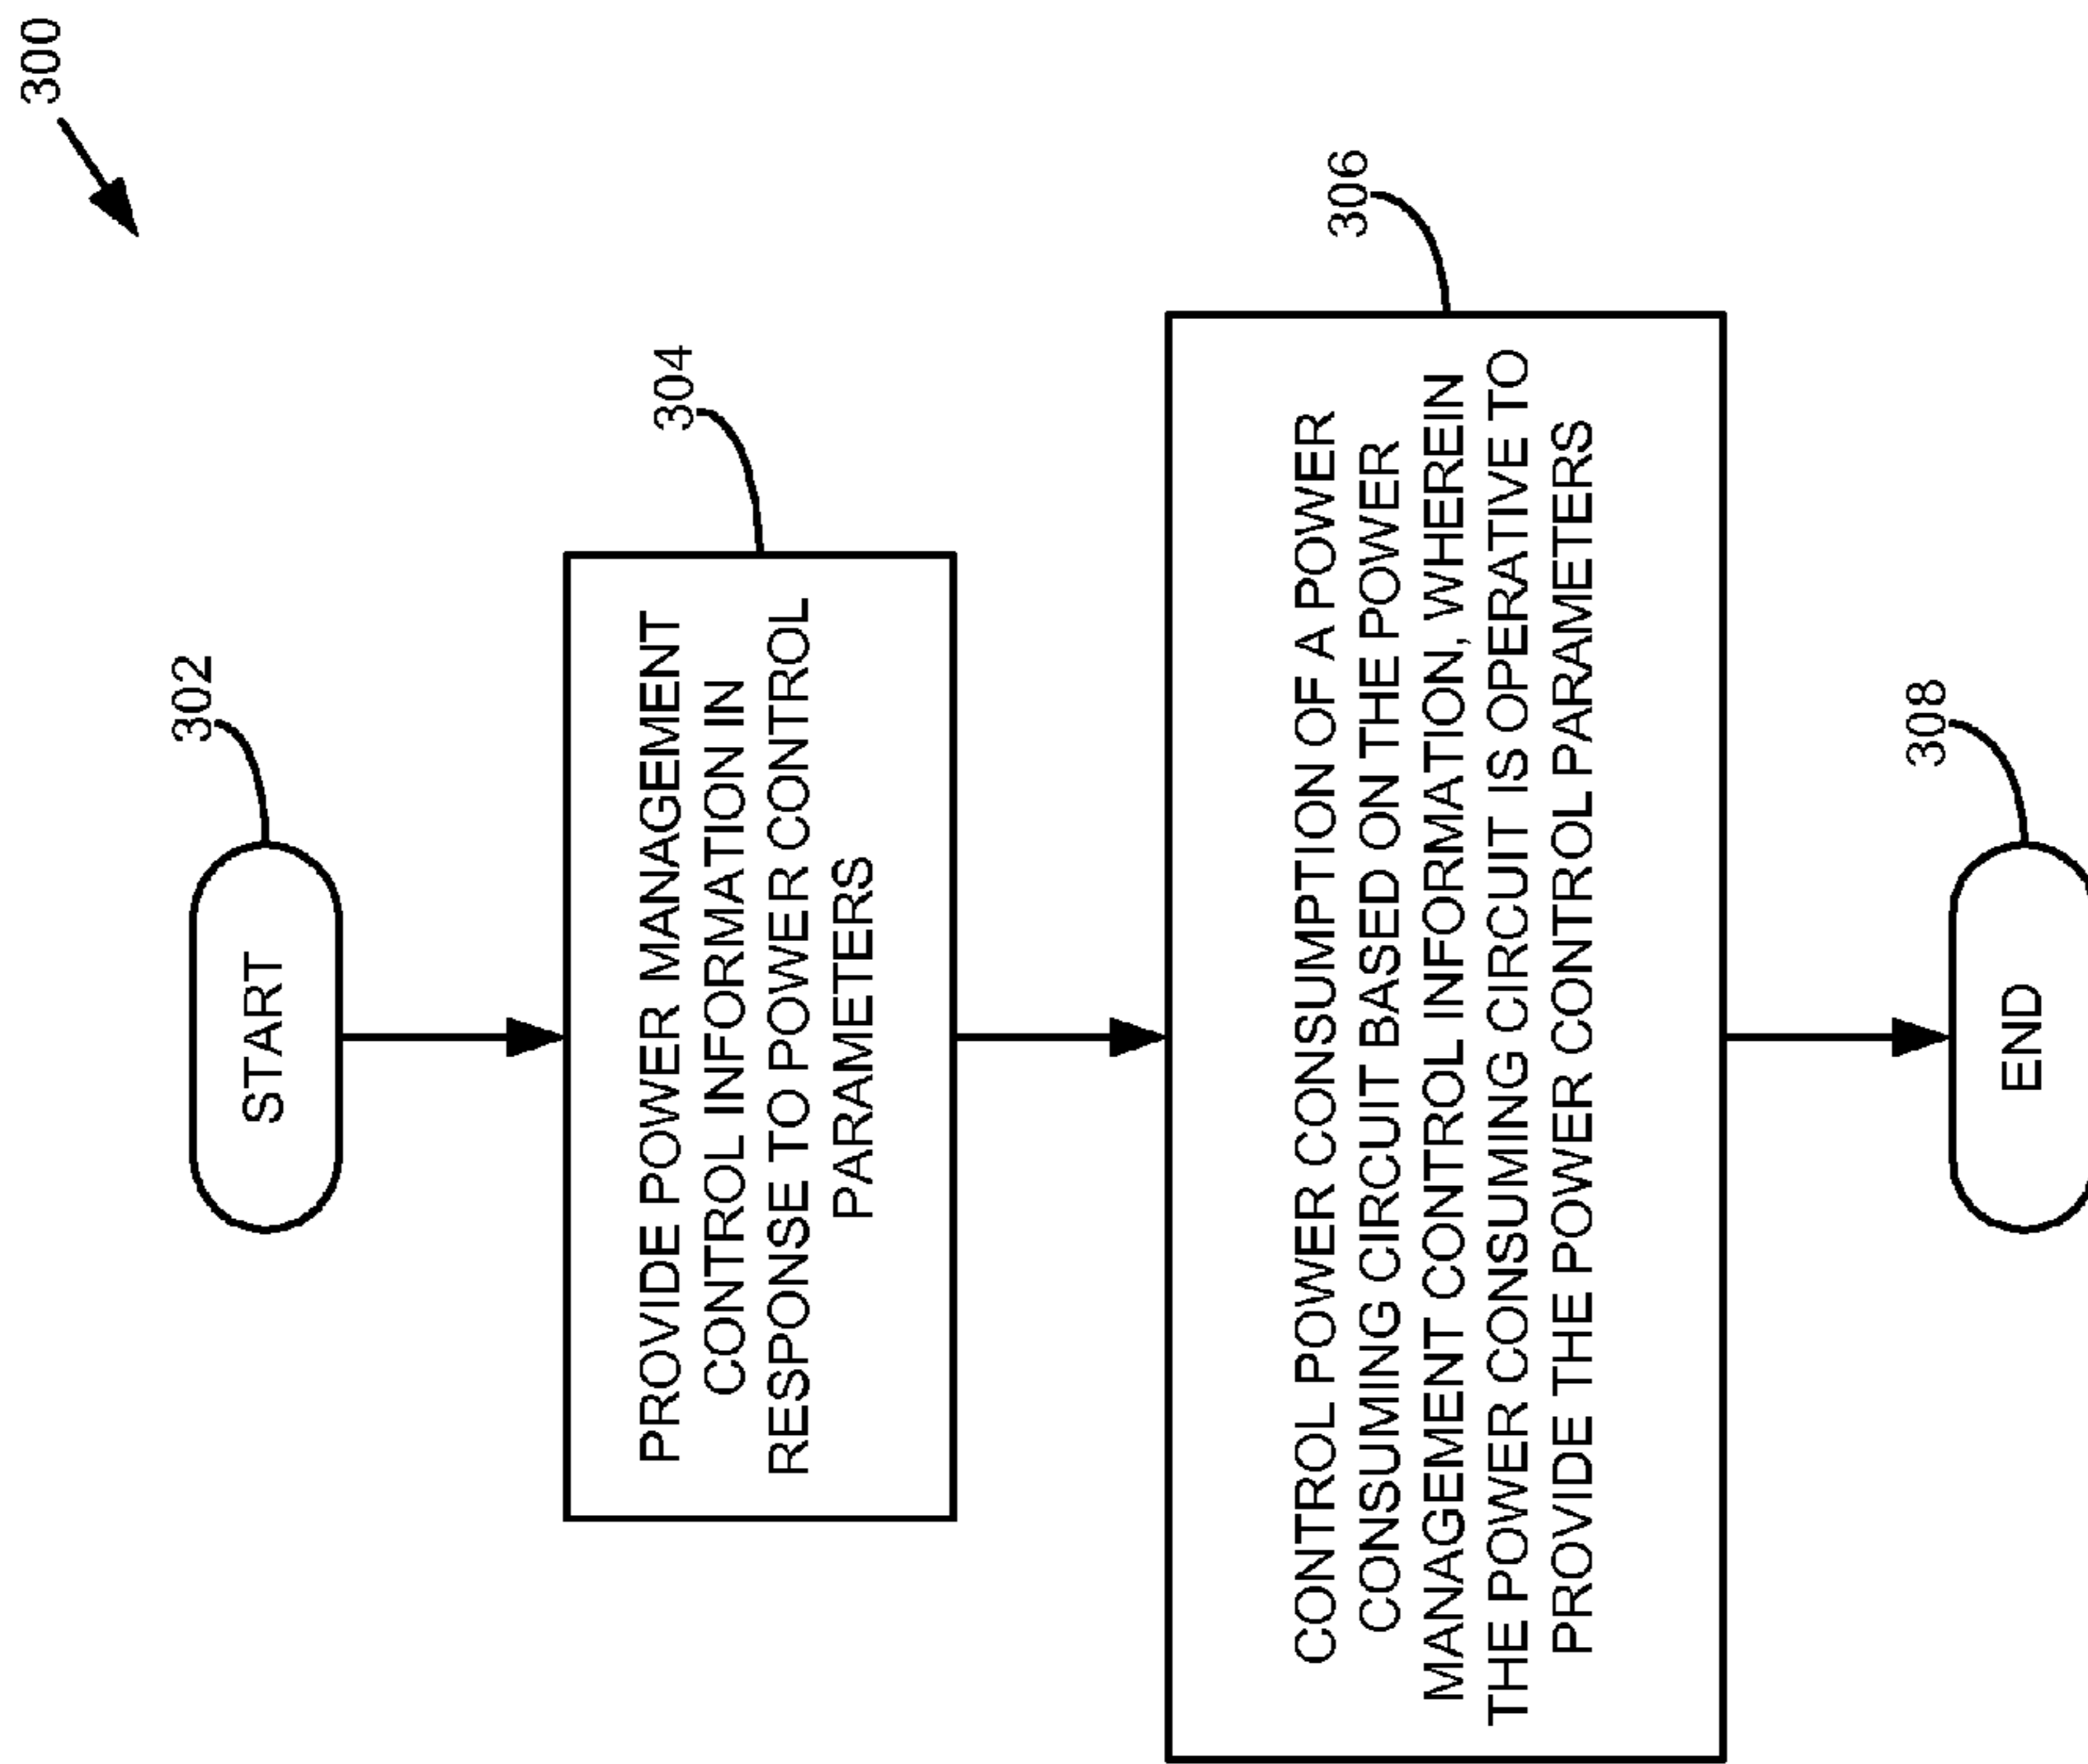 300
302
START
304
PROVIDE POWER MANAGEMENT
CONTROL INFORMATION IN
RESPONSE TO POWER CONTROL
PARAMETERS
306
CONTROL POWER CONSUMPTION OF A POWER
CONSUMING CIRCUIT BASED ON THE POWER
MANAGEMENT CONTROL INFORMATION, WHEREIN
THE POWER CONSUMING CIRCUIT IS OPERATIVE TO
PROVIDE THE POWER CONTROL PARAMETERS
308
END